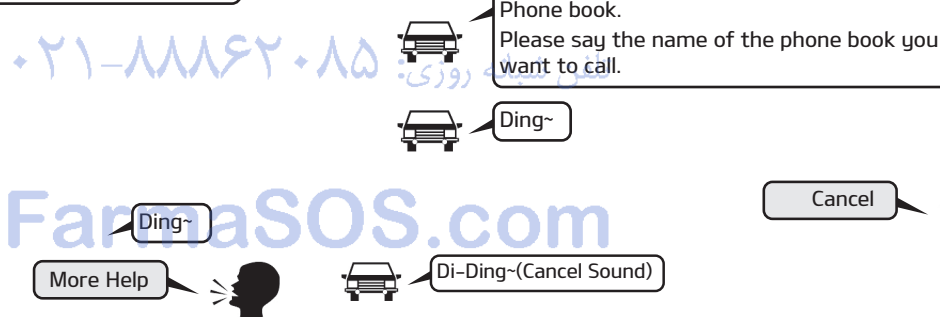 Phone book.
Please say the name of the phone book you
want to call.
تلفن شبانه روزی: ۰۲۱-۸۸۸۶۲۰۸۵
Ding~
FarmaSOS.com
Ding~
More Help
Di-Ding~(Cancel Sound)
Cancel